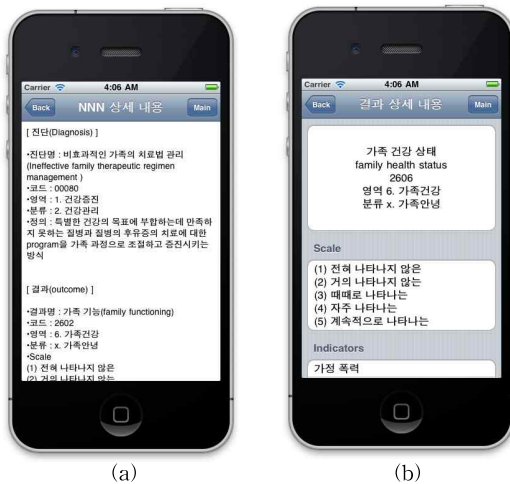 Carrier 4:06 AM
Back NNN 상세 내용 Main
[ 진단(Diagnosis) ]
•진단명 : 비효과적인 가족의 치료법 관리
(Ineffective family therapeutic regimen
management )
•코드 : 00080
•영역 : 1. 건강증진
•분류 : 2. 건강관리
•정의 : 특별한 건강의 목표에 부합하는데 만족하
지 못하는 질병과 질병의 후유증의 치료에 대한
program을 가족 과정으로 조절하고 증진시키는
방식
[ 결과(outcome) ]
•결과명 : 가족 기능(family functioning)
•코드 : 2602
•영역 : 6. 가족건강
•분류 : x. 가족안녕
•Scale
(1) 전혀 나타나지 않은
(2) 거의 나타나지 않는
(a)
Carrier 4:06 AM
Back 결과 상세 내용 Main
가족 건강 상태
family health status
2606
영역 6. 가족건강
분류 x. 가족안녕
Scale
(1) 전혀 나타나지 않은
(2) 거의 나타나지 않는
(3) 때때로 나타나는
(4) 자주 나타나는
(5) 계속적으로 나타나는
Indicators
가정 폭력
(b)